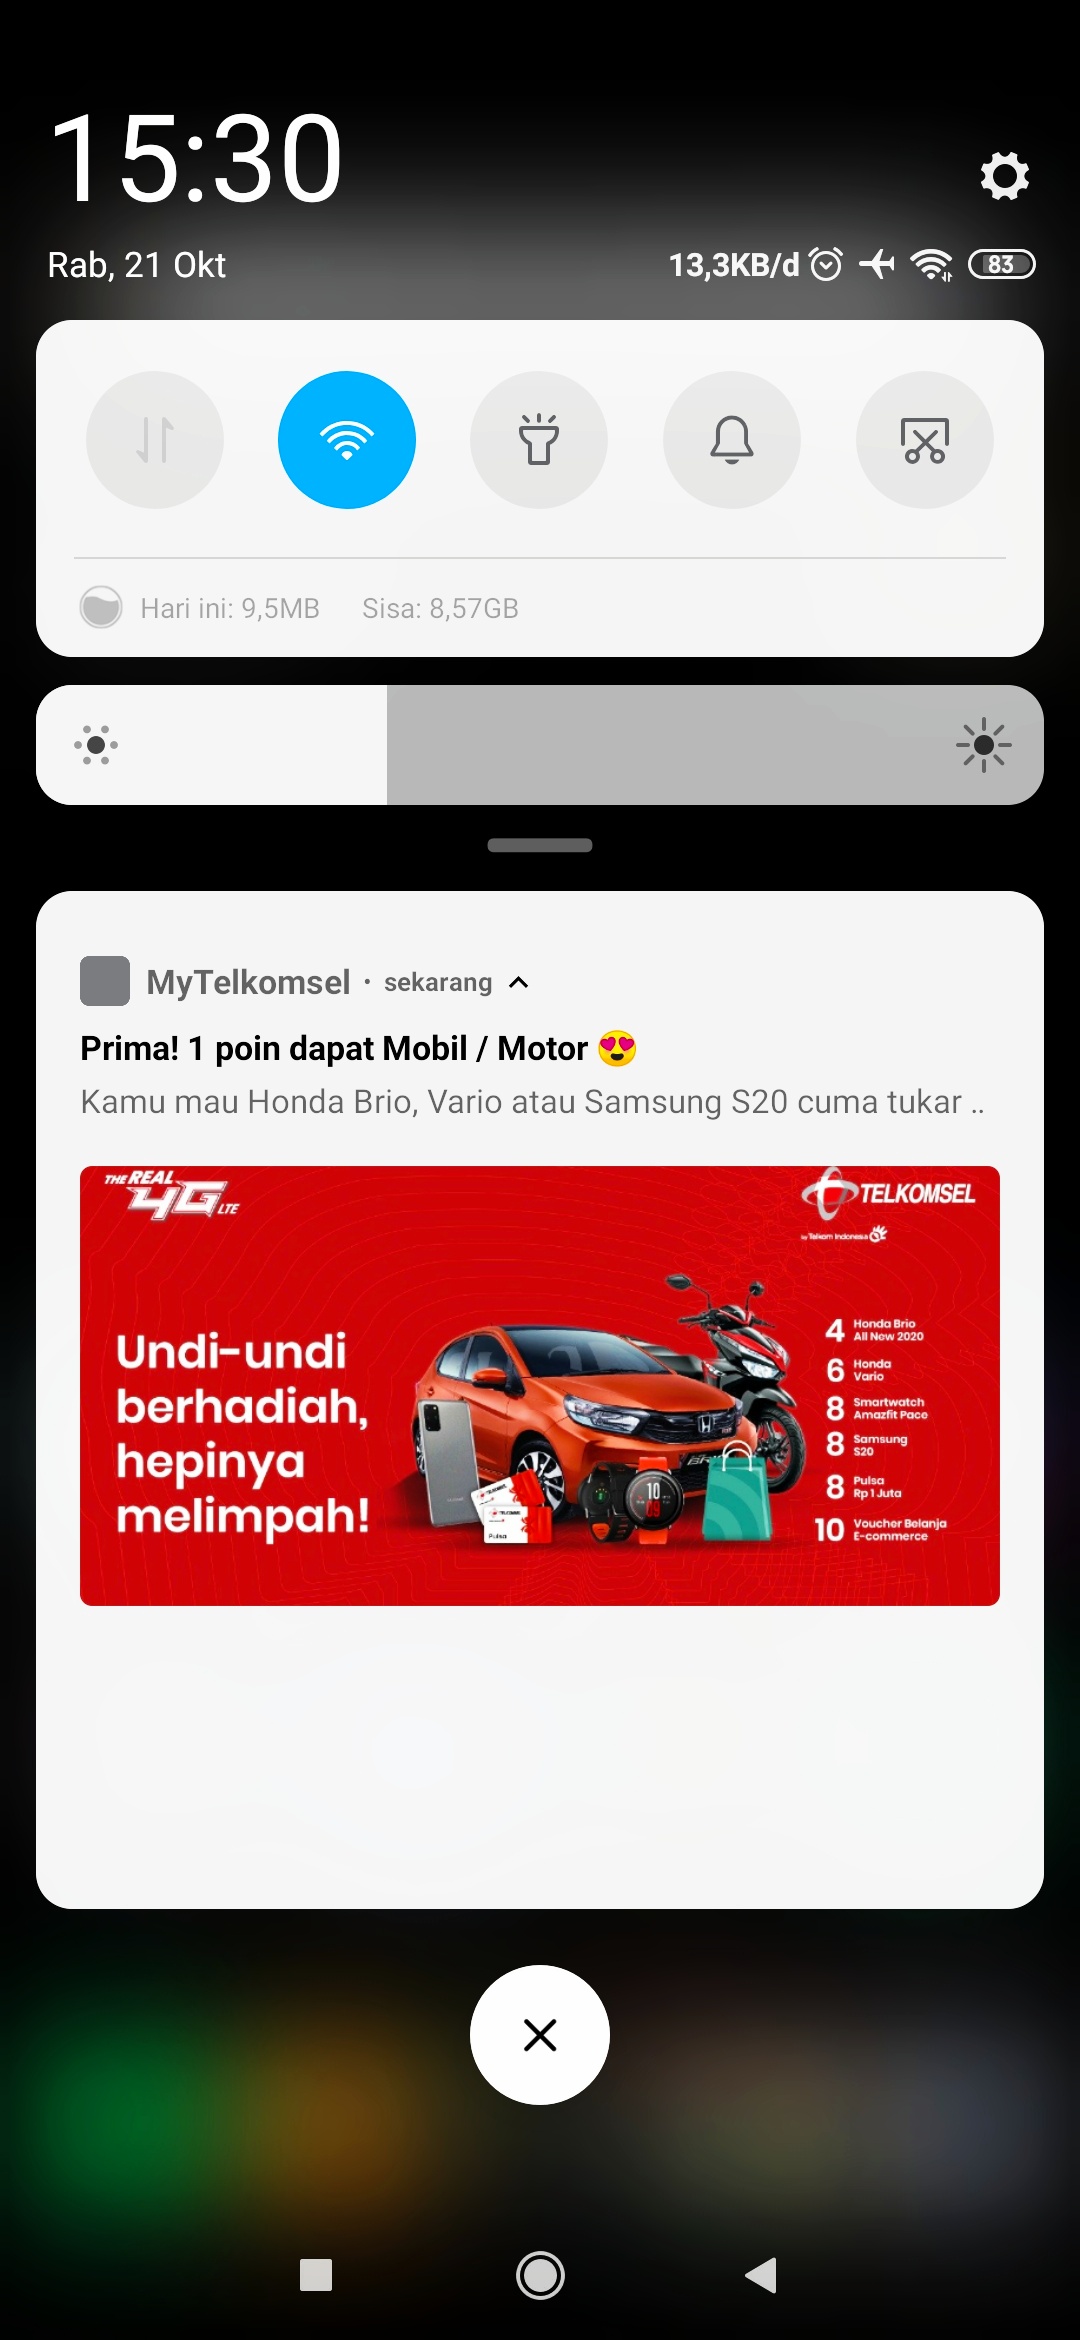 15:30
Rab, 21 Okt
13,3KB/d
83
Hari ini: 9,5MB Sisa: 8,57GB
MyTelkomsel • sekarang
Prima! 1 poin dapat Mobil / Motor 😍
Kamu mau Honda Brio, Vario atau Samsung S20 cuma tukar ..
THE REAL
4G LTE
TELKOMSEL
by Telkom Indonesia
Undi-undi
berhadiah,
hepinya
melimpah!
4 Honda Brio
All New 2020
6 Honda
Vario
8 Smartwatch
Amazfit Pace
8 Samsung
S20
8 Pulsa
Rp 1 Juta
10 Voucher Belanja
E-commerce
Pulsa
10
09